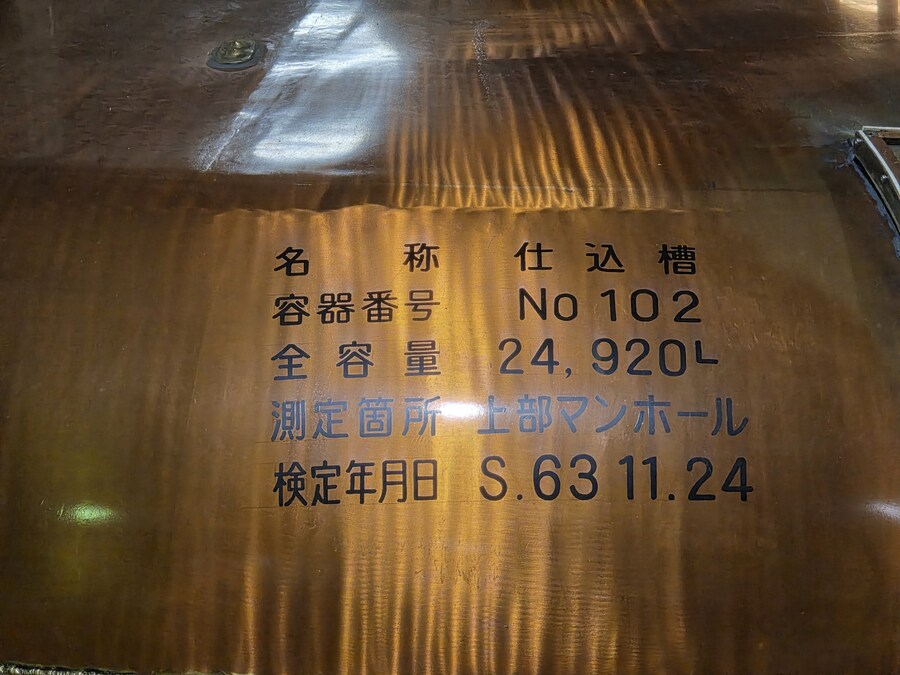 名称 仕込槽
容器番号 No 102
全容量 24,920L
測定箇所 上部マンホール
検定年月日 S.63 11.24